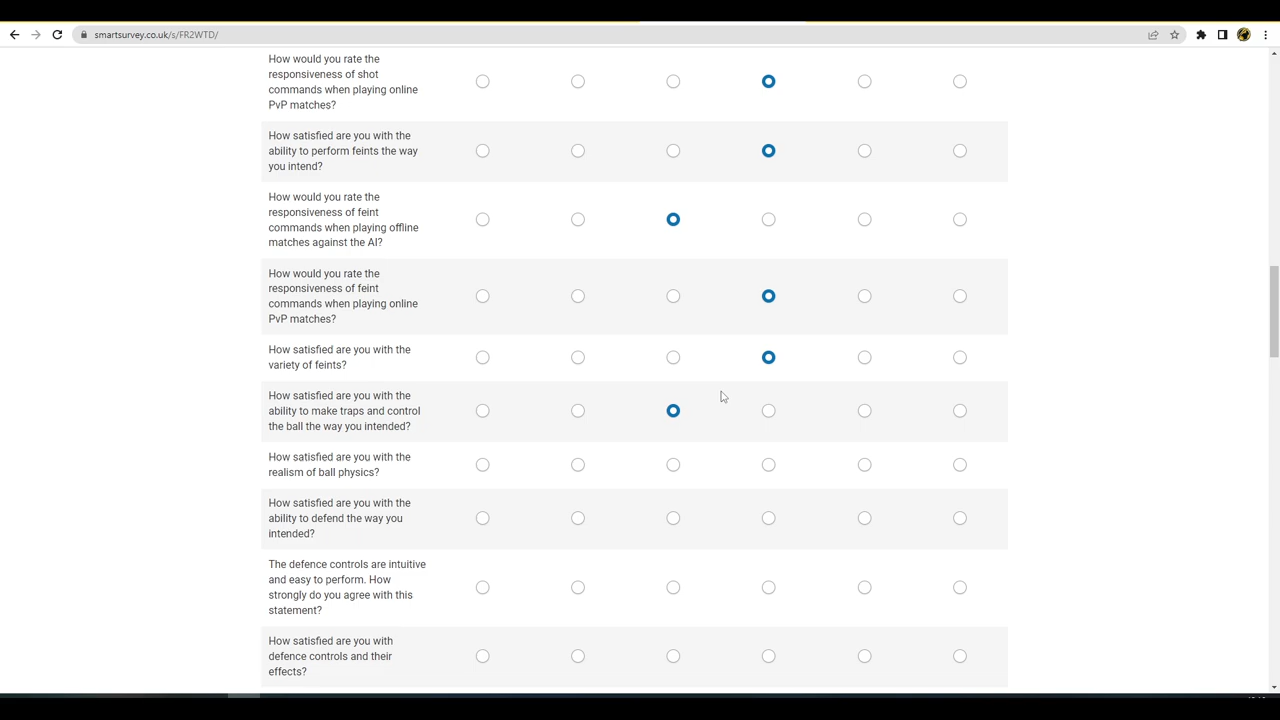 smartsurvey.co.uk/s/FR2WTD/
How would you rate the
responsiveness of shot
commands when playing online
PvP matches?
How satisfied are you with the
ability to perform feints the way
you intend?
How would you rate the
responsiveness of feint
commands when playing offline
matches against the AI?
How would you rate the
responsiveness of feint
commands when playing online
PvP matches?
How satisfied are you with the
variety of feints?
How satisfied are you with the
ability to make traps and control
the ball the way you intended?
How satisfied are you with the
realism of ball physics?
How satisfied are you with the
ability to defend the way you
intended?
The defence controls are intuitive
and easy to perform. How
strongly do you agree with this
statement?
How satisfied are you with
defence controls and their
effects?